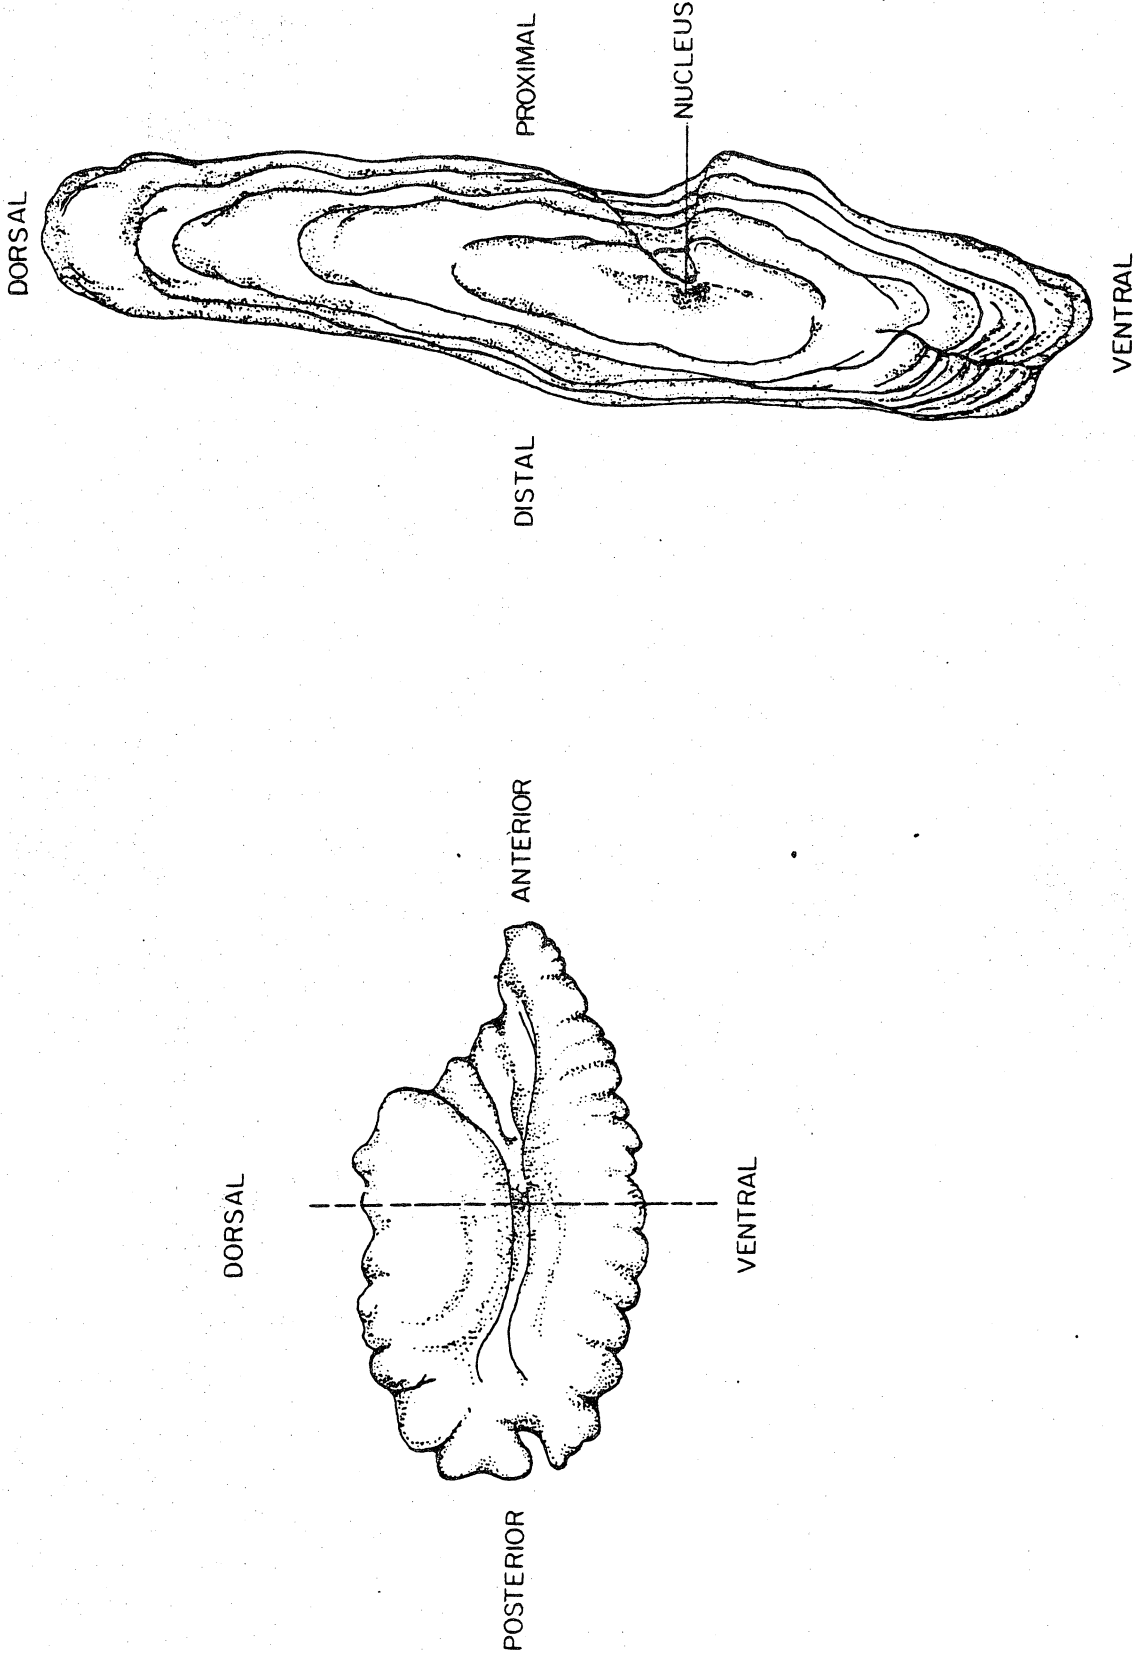 DORSAL
PROXIMAL
NUCLEUS
DISTAL
VENTRAL
ANTERIOR
DORSAL
VENTRAL
POSTERIOR